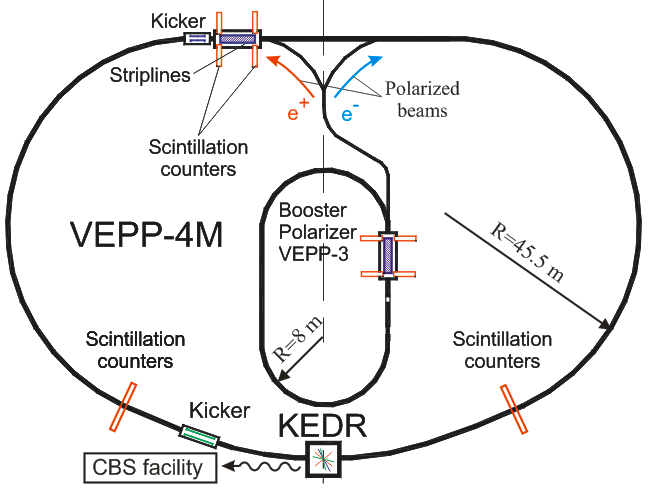 Kicker
Striplines
Scintillation
counters
e+
e-
Polarized
beams
VEPP-4M
Booster
Polarizer
VEPP-3
R=45.5 m
R=8 m
Scintillation
counters
Scintillation
counters
Kicker
KEDR
CBS facility